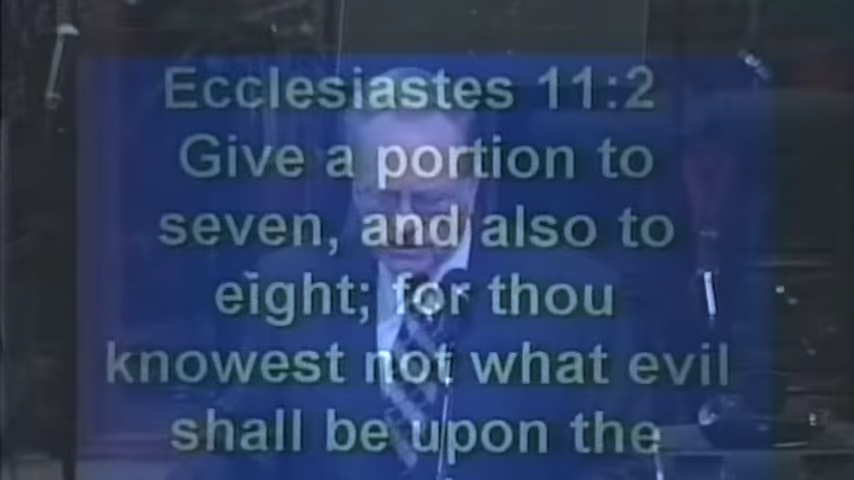 Ecclesiastes 11:2
Give a portion to
seven, and also to
eight; for thou
knowest not what evil
shall be upon the